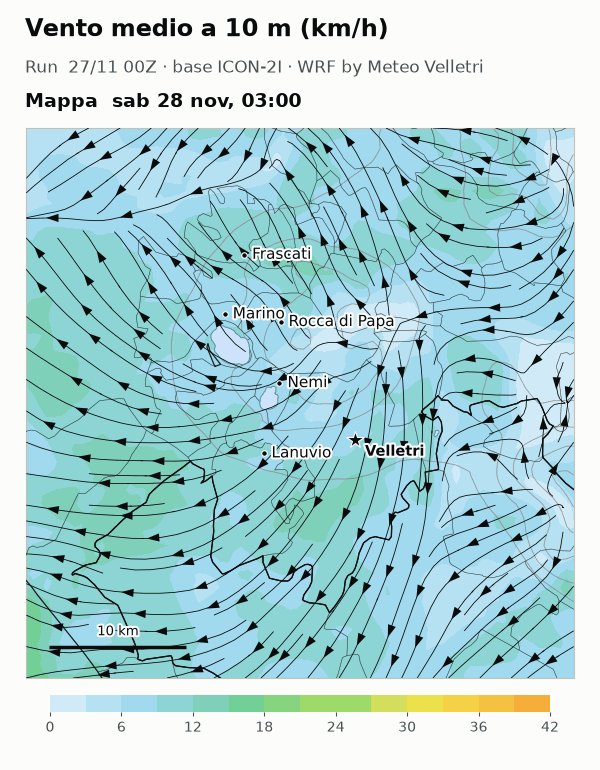 Vento medio a 10 m (km/h)
Run 27/11 00Z · base ICON-2I · WRF by Meteo Velletri
Mappa sab 28 nov, 03:00
Frascati
Marino
Rocca di Papa
Nemi
Velletri
Lanuvio
10 km
0 6 12 18 24 30 36 42